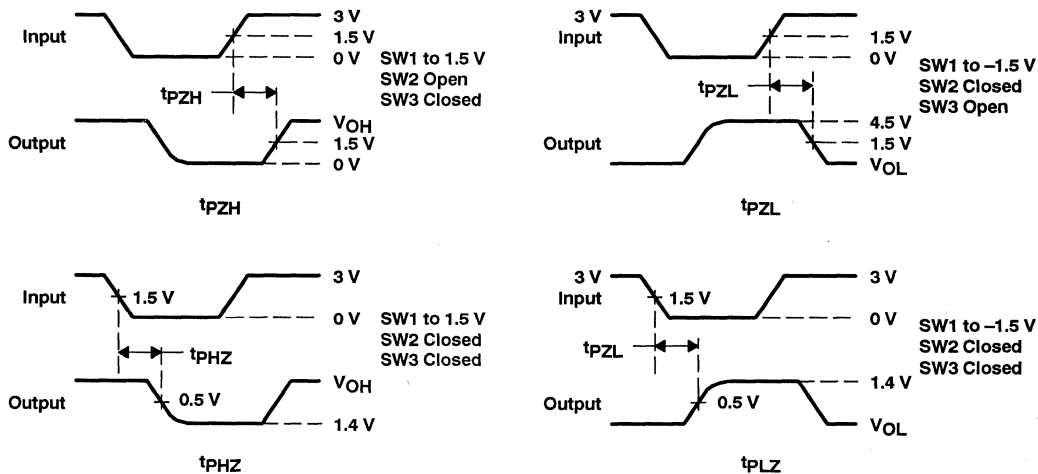 3 V
Input
1.5 V
0 V
SW1 to 1.5 V
SW2 Open
SW3 Closed
tPZH
VOH
Output
1.5 V
0 V
tPZH
3 V
Input
1.5 V
0 V
SW1 to –1.5 V
SW2 Closed
SW3 Open
tPZL
4.5 V
Output
1.5 V
VOL
tPZL
3 V
Input
1.5 V
0 V
SW1 to 1.5 V
SW2 Closed
SW3 Closed
tPHZ
VOH
Output
0.5 V
1.4 V
tPHZ
3 V
3 V
Input
1.5 V
0 V
SW1 to –1.5 V
SW2 Closed
SW3 Closed
tPZL
1.4 V
Output
0.5 V
VOL
tPLZ